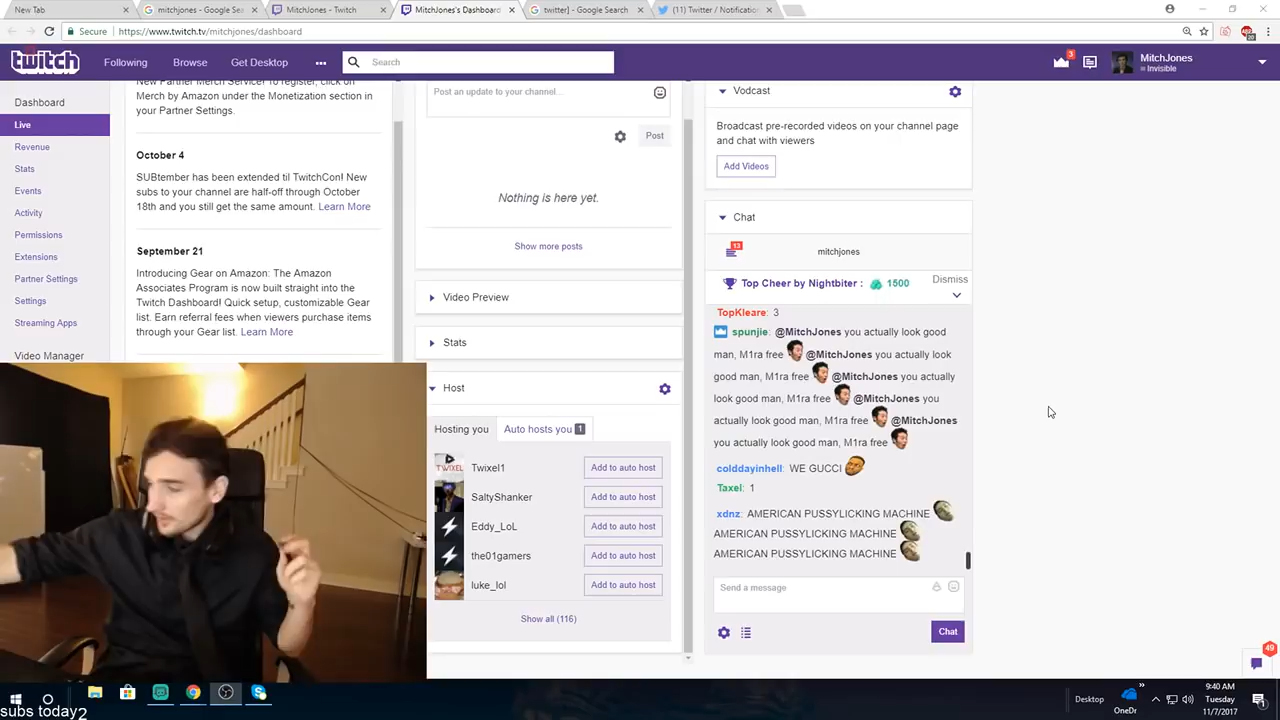 New Tab
mitchjones - Google Sea
MitchJones - Twitch
MitchJones's Dashboard
twitter] - Google Search
(11) Twitter / Notification
Secure
https://www.twitch.tv/mitchjones/dashboard
twitch
Following
Browse
Get Desktop
Search
3
MitchJones
Invisible
Dashboard
Live
Revenue
Stats
Events
Activity
Permissions
Extensions
Partner Settings
Settings
Streaming Apps
Video Manager
New Partner Merch Service! To register, click on
Merch by Amazon under the Monetization section in
your Partner Settings.
October 4
SUBtember has been extended til TwitchCon! New
subs to your channel are half-off through October
18th and you still get the same amount. Learn More
September 21
Introducing Gear on Amazon: The Amazon
Associates Program is now built straight into the
Twitch Dashboard! Quick setup, customizable Gear
list. Earn referral fees when viewers purchase items
through your Gear list. Learn More
Post an update to your channel...
Post
Nothing is here yet.
Show more posts
Video Preview
Stats
Host
Hosting you
Auto hosts you 1
Twixel1
Add to auto host
SaltyShanker
Add to auto host
Eddy_LoL
Add to auto host
the01gamers
Add to auto host
luke_lol
Add to auto host
Show all (116)
Vodcast
Broadcast pre-recorded videos on your channel page
and chat with viewers
Add Videos
Chat
13
mitchjones
Top Cheer by Nightbiter : 1500
Dismiss
TopKleare: 3
spunjie: @MitchJones you actually look good
man, M1ra free @MitchJones you actually look
good man, M1ra free @MitchJones you actually
look good man, M1ra free @MitchJones you
actually look good man, M1ra free @MitchJones
you actually look good man, M1ra free
colddayinhell: WE GUCCI
Taxel: 1
xdnz: AMERICAN PUSSYLICKING MACHINE
AMERICAN PUSSYLICKING MACHINE
AMERICAN PUSSYLICKING MACHINE
Send a message
Chat
49
subs today2
Desktop
OneDr
9:40 AM
Tuesday
11/7/2017